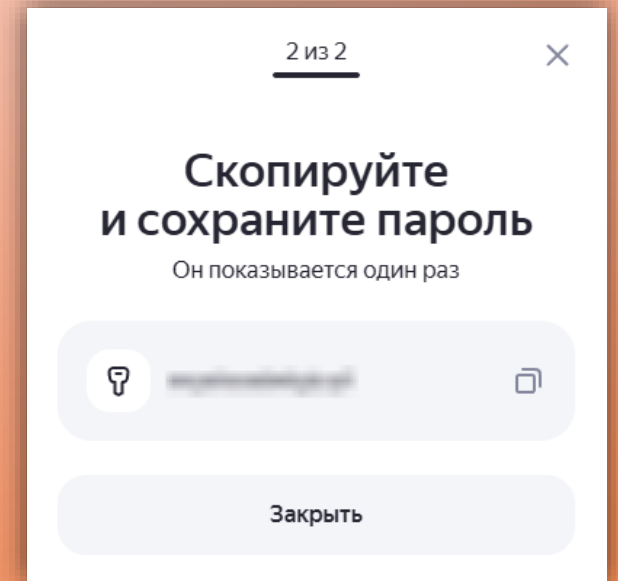 2 из 2
Скопируйте
и сохраните пароль
Он показывается один раз
Закрыть